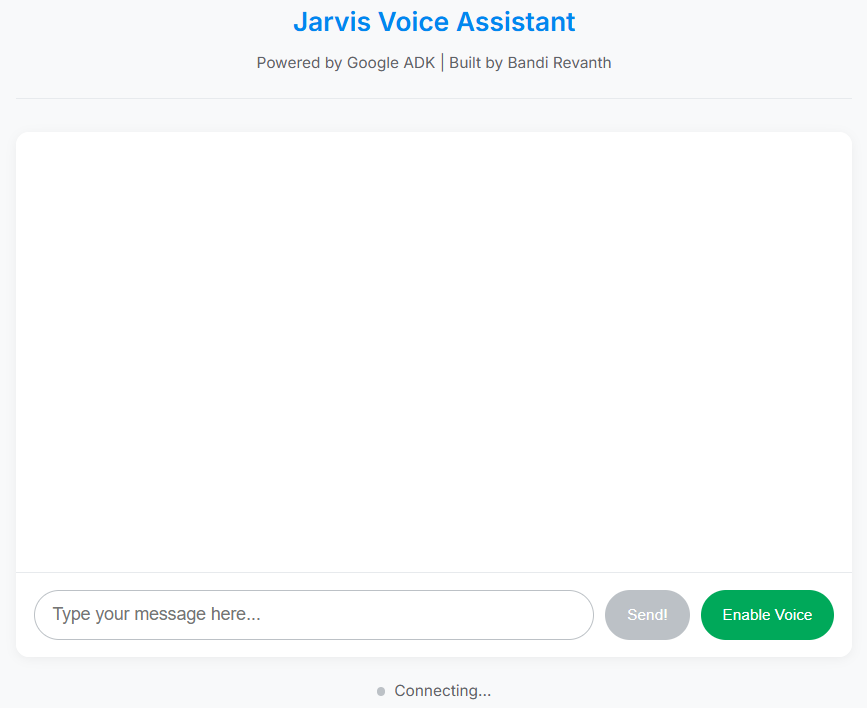 Jarvis Voice Assistant
Powered by Google ADK | Built by Bandi Revanth
Type your message here...
Send!
Enable Voice
Connecting...